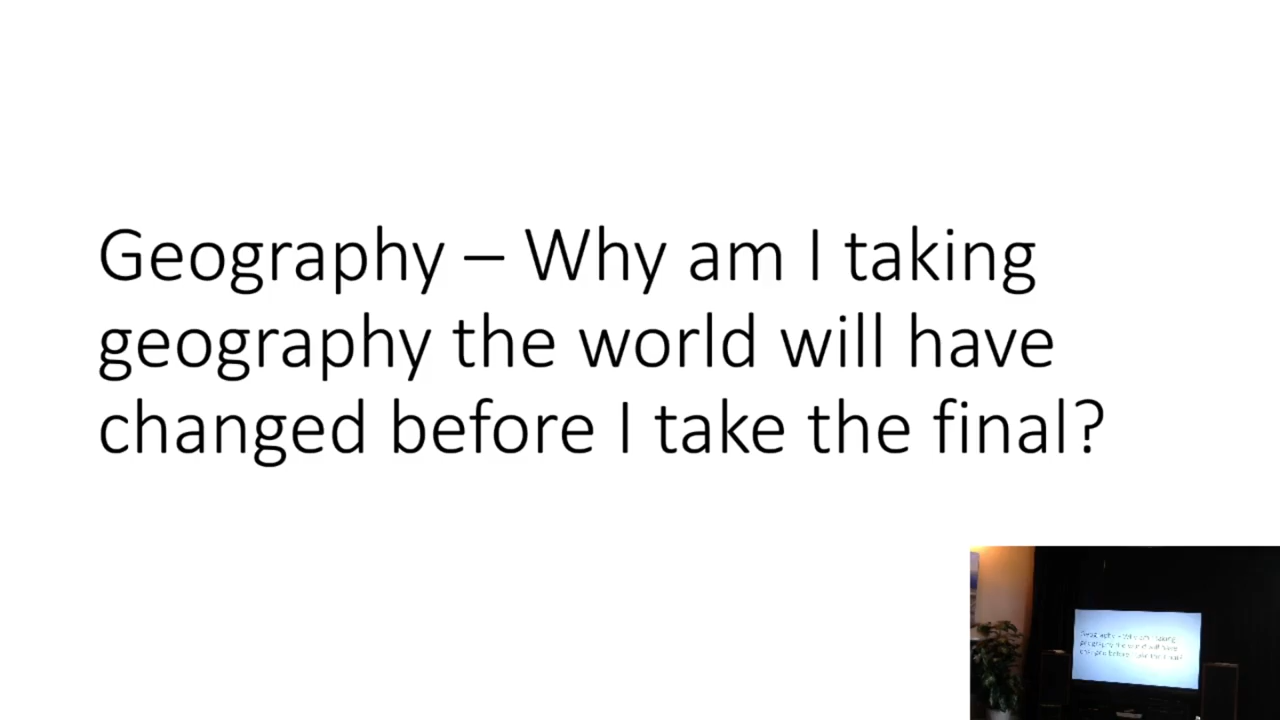 Geography – Why am I taking
geography the world will have
changed before I take the final?